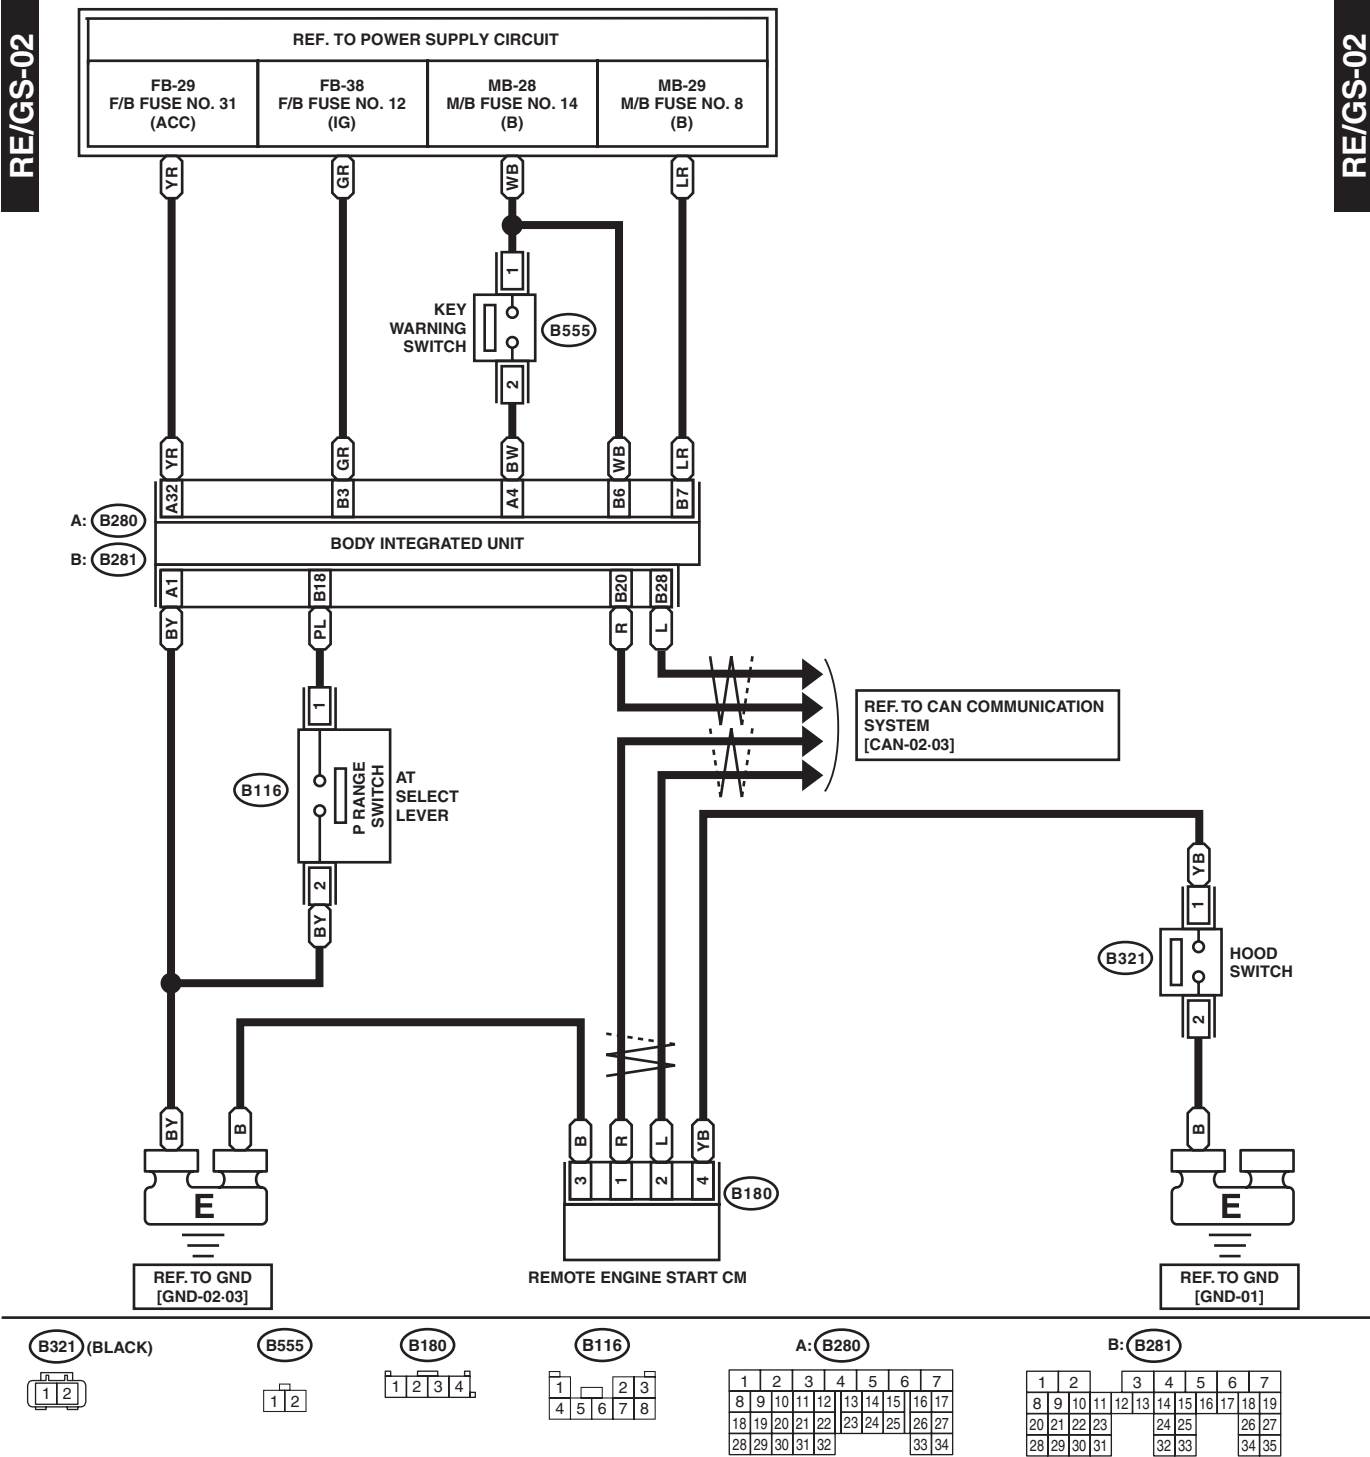 RE/GS-02
RE/GS-02
REF. TO POWER SUPPLY CIRCUIT
FB-29
F/B FUSE NO. 31
(ACC)
FB-38
F/B FUSE NO. 12
(IG)
MB-28
M/B FUSE NO. 14
(B)
MB-29
M/B FUSE NO. 8
(B)
YR
GR
WB
LR
1
KEY
WARNING
SWITCH
B555
2
YR
GR
BW
WB
LR
A32
B3
A4
B6
B7
A: B280
B: B281
BODY INTEGRATED UNIT
A1
B18
B20
B28
BY
PL
R
L
REF. TO CAN COMMUNICATION
SYSTEM
[CAN-02-03]
1
B116
P RANGE
SWITCH
AT
SELECT
LEVER
2
BY
YB
1
B321
HOOD
SWITCH
2
BY
B
B
R
L
YB
B
3
1
2
4
B180
E
E
REMOTE ENGINE START CM
REF. TO GND
[GND-02-03]
REF. TO GND
[GND-01]
B321 (BLACK)
1 2
B555
1 2
B180
1 2 3 4
B116
1 2 3
4 5 6 7 8
A: B280
1 2 3 4 5 6 7
8 9 10 11 12 13 14 15 16 17
18 19 20 21 22 23 24 25 26 27
28 29 30 31 32 33 34
B: B281
1 2 3 4 5 6 7
8 9 10 11 12 13 14 15 16 17 18 19
20 21 22 23 24 25 26 27
28 29 30 31 32 33 34 35